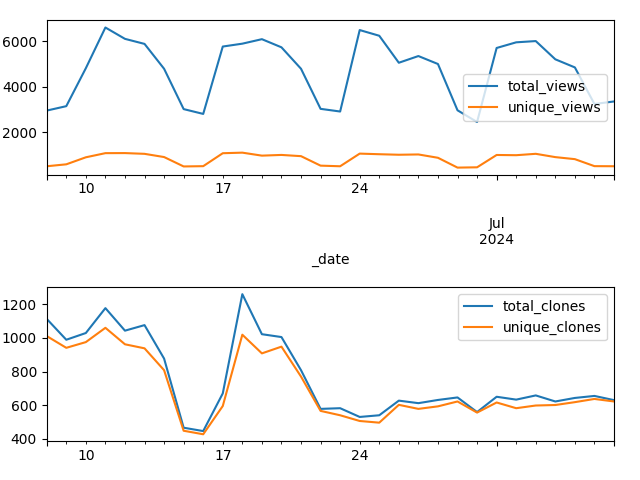 6000
4000
2000
total_views
unique_views
10 17 24
Jul
2024
_date
1200
1000
800
600
400
total_clones
unique_clones
10 17 24